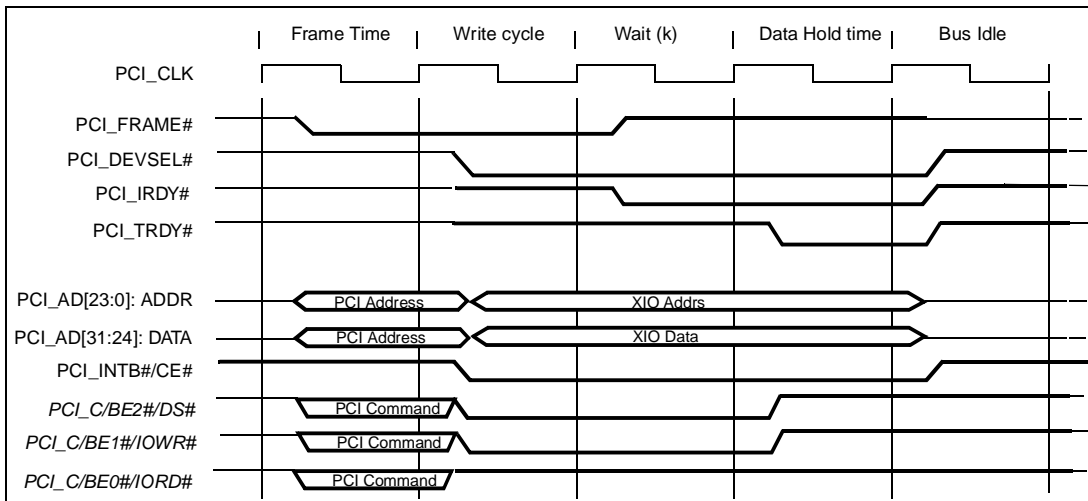 Frame Time Write cycle Wait (k) Data Hold time Bus Idle
PCI_CLK
PCI_FRAME#
PCI_DEVSEL#
PCI_IRDY#
PCI_TRDY#
PCI_AD[23:0]: ADDR PCI Address XIO Addrs
PCI_AD[31:24]: DATA PCI Address XIO Data
PCI_INTB#/CE#
PCI_C/BE2#/DS# PCI Command
PCI_C/BE1#/IOWR# PCI Command
PCI_C/BE0#/IORD# PCI Command